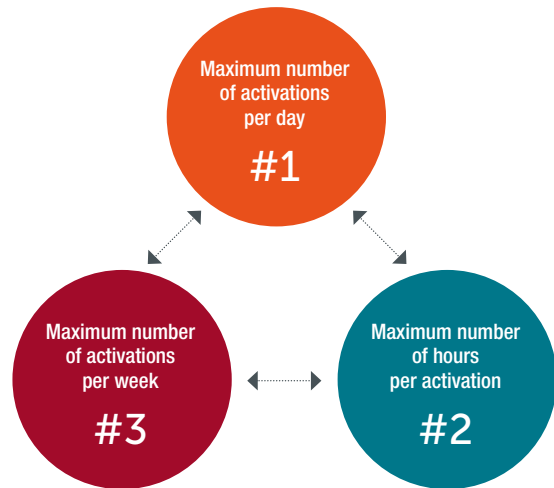 Maximum number
of activations
per day
#1
Maximum number
of activations
per week
#3
Maximum number
of hours
per activation
#2